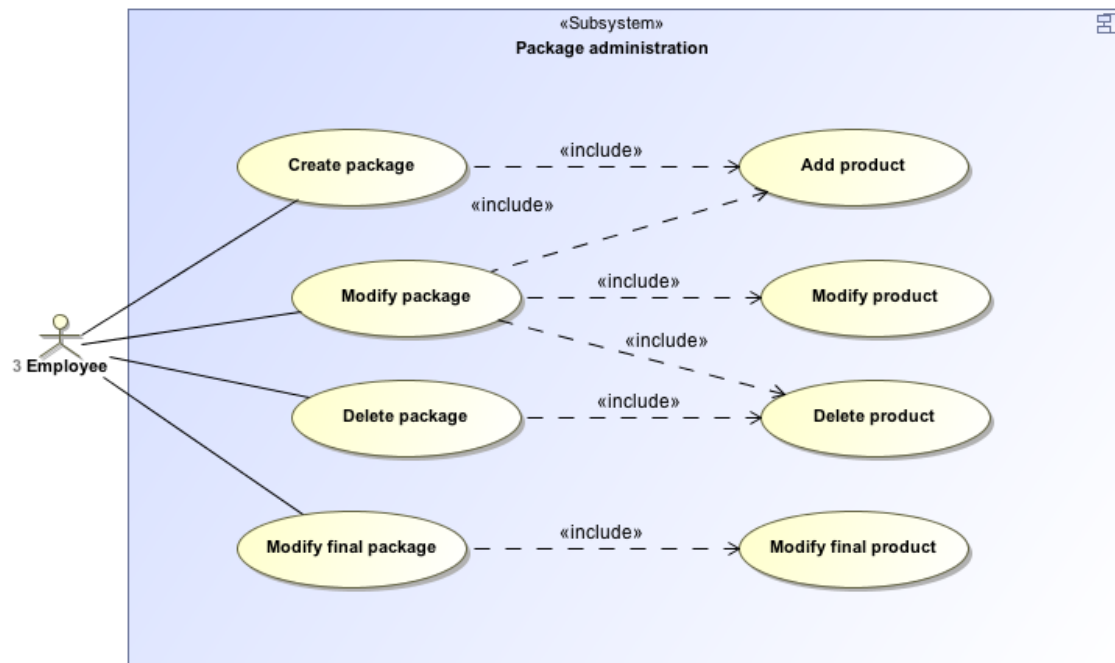 «Subsystem»
Package administration
Create package
«include»
Add product
«include»
Modify package
«include»
Modify product
«include»
3 Employee
Delete package
«include»
Delete product
Modify final package
«include»
Modify final product